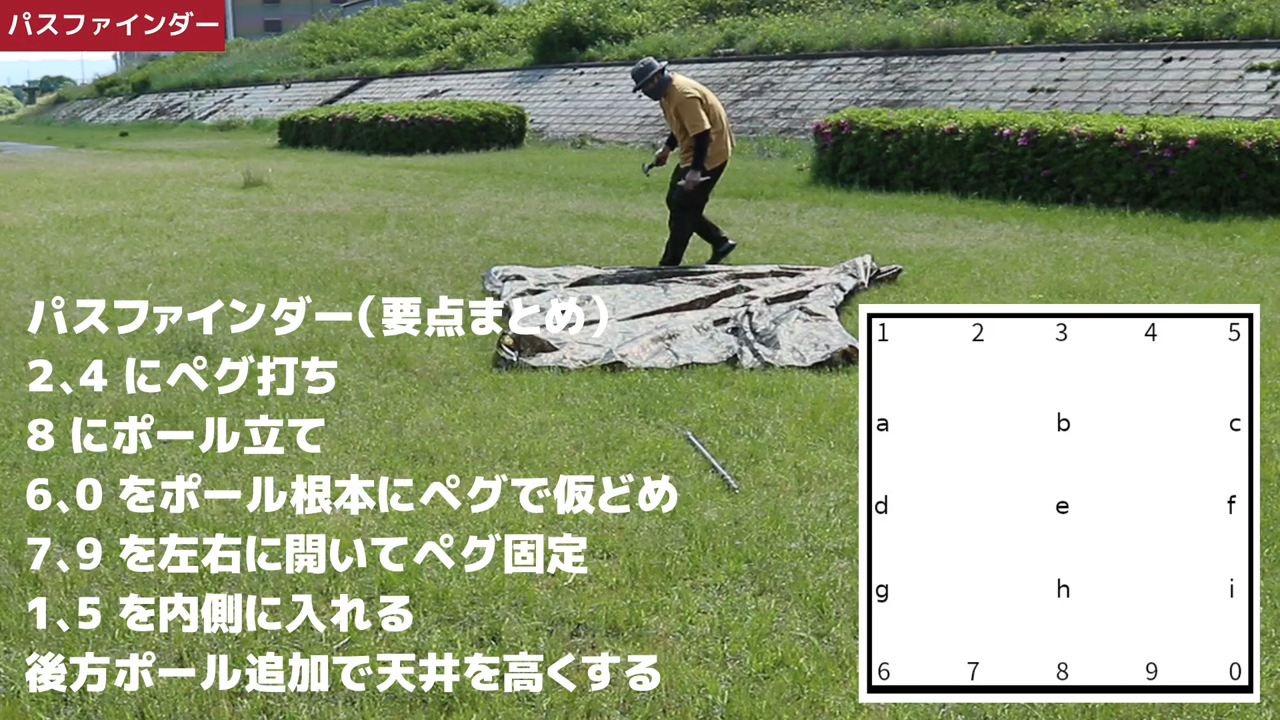 パスファインダー
パスファインダー(要点まとめ)
2、4 にペグ打ち
8 にポール立て
6、0 をポール根本にペグで仮どめ
7、9 を左右に開いてペグ固定
1、5 を内側に入れる
後方ポール追加で天井を高くする
1 2 3 4 5
a b c
d e f
g h i
6 7 8 9 0